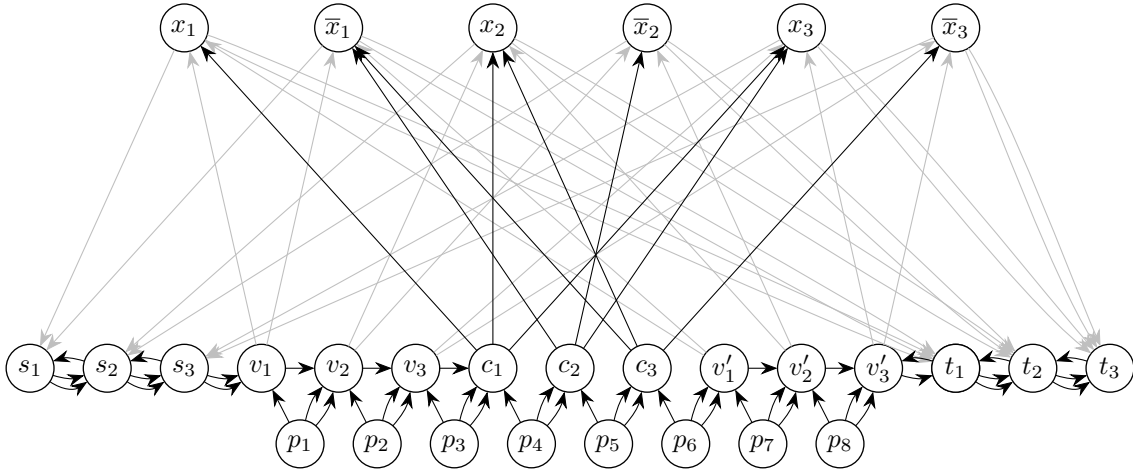 x₁ x̅₁ x₂ x̅₂ x₃ x̅₃
s₁ s₂ s₃ v₁ v₂ v₃ c₁ c₂ c₃ v′₁ v′₂ v′₃ t₁ t₂ t₃
p₁ p₂ p₃ p₄ p₅ p₆ p₇ p₈